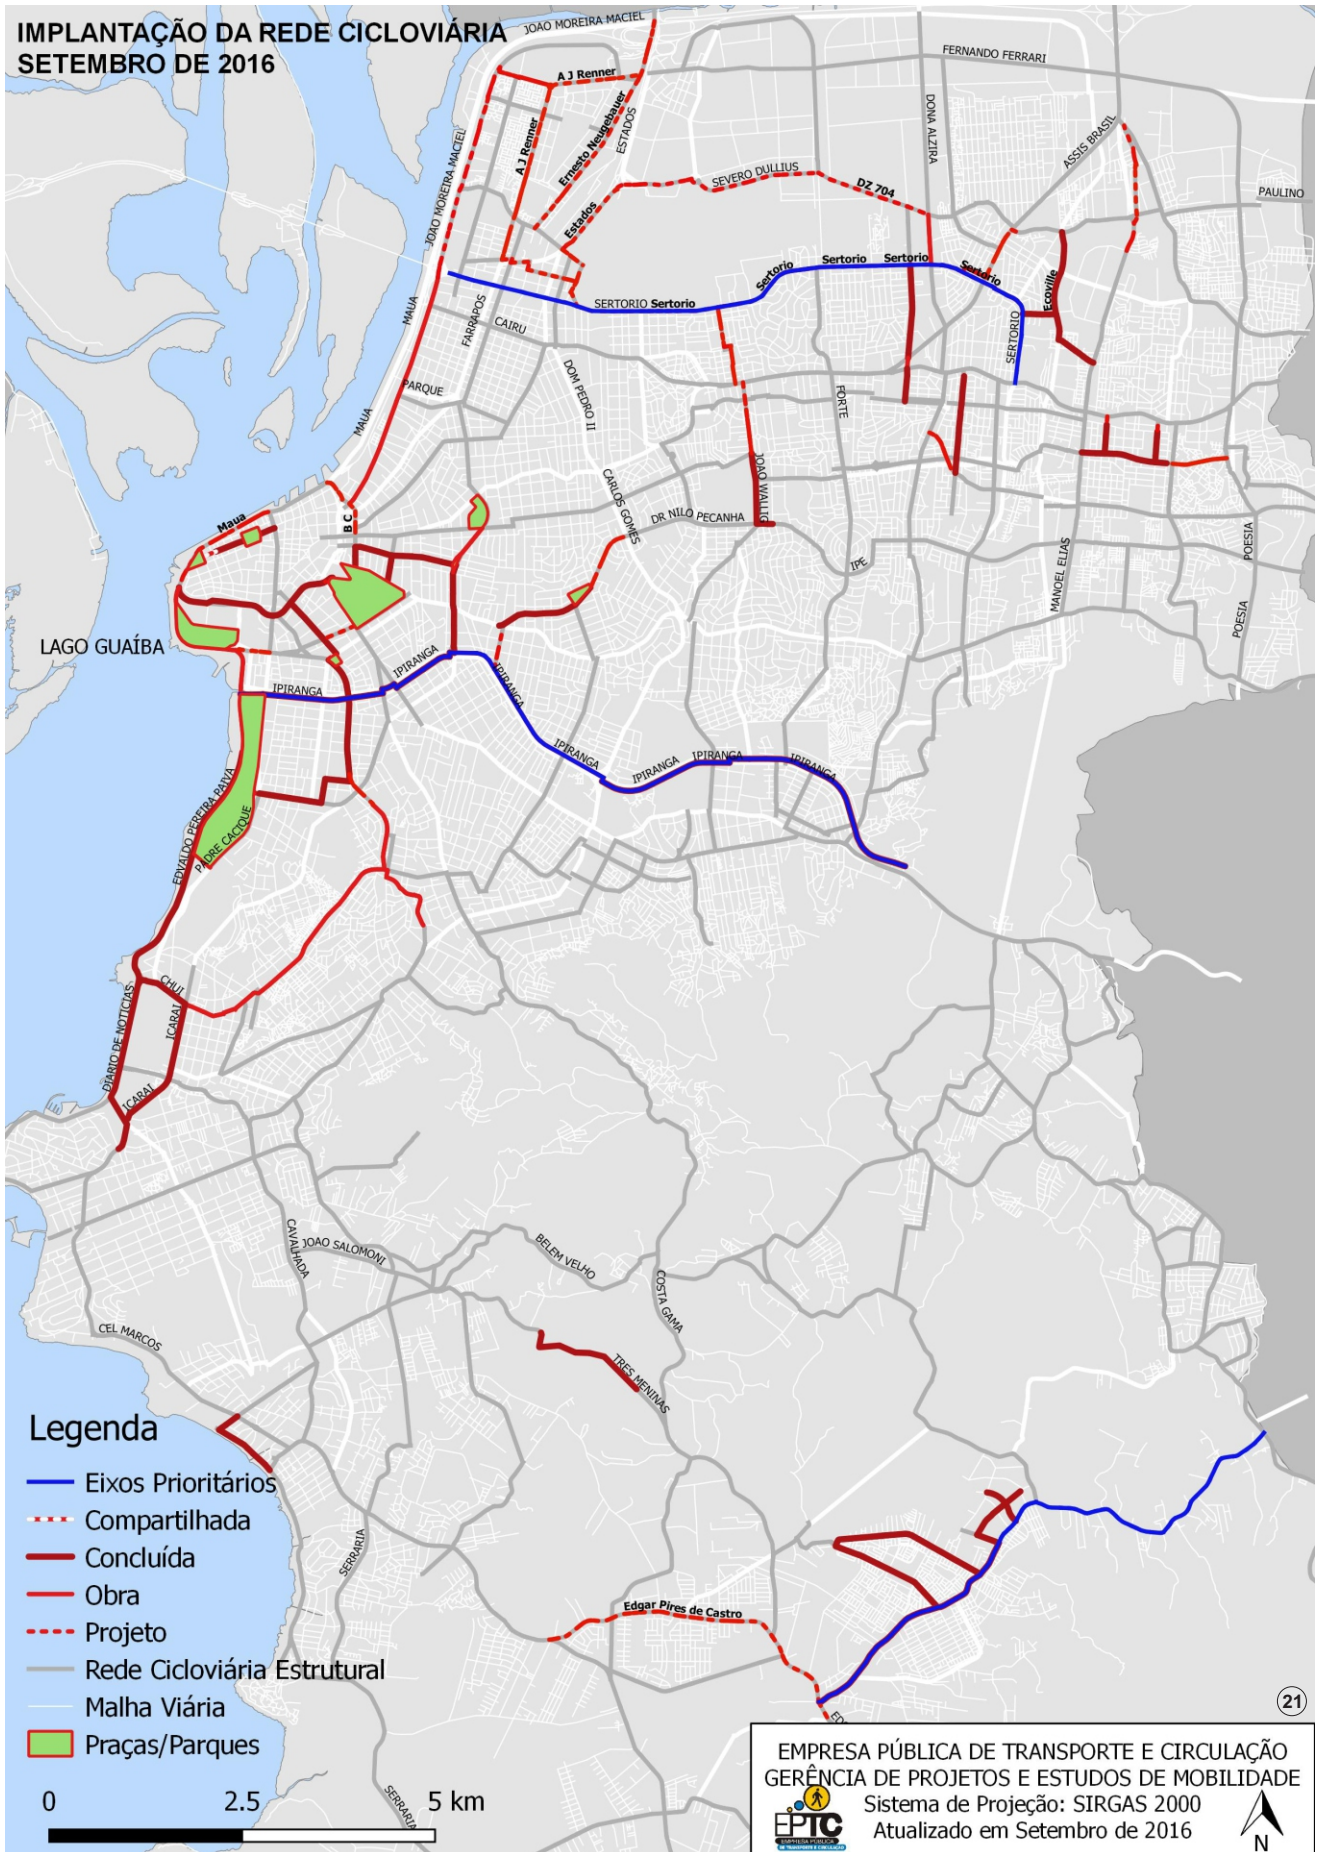 IMPLANTAÇÃO DA REDE CICLOVIÁRIA
SETEMBRO DE 2016
JOAO MOREIRA MACIEL
FERNANDO FERRARI
A J Renner
Ernesto Neugebauer
ESTADOS
A J Renner
DONA ALZIRA
ASSIS BRASIL
JOAO MOREIRA MACIEL
SEVERO DULLIUS
DZ 704
PAULINO
Estados
Sertorio
Sertorio
Sertorio
Sertorio
Ecoville
MAUA
FARRAPOS
SERTORIO Sertorio
CAIRU
SERTORIO
DOM PEDRO II
PARQUE
FORTE
MAUA
CARLOS GOMES
JOAO WALLIG
Maua
B C
DR NILO PECANHA
IPE
POESIA
MANOEL ELIAS
POESIA
LAGO GUAÍBA
IPIRANGA
IPIRANGA
IPIRANGA
IPIRANGA
IPIRANGA
IPIRANGA
IPIRANGA
EDVALDO PEREIRA PAIVA
PADRE CACIQUE
CHUI
DIARIO DE NOTICIAS
ICARAI
ICARAI
CAVALHADA
JOAO SALOMONI
BELEM VELHO
COSTA GAMA
CEL MARCOS
TRES MENINAS
Legenda
Eixos Prioritários
Compartilhada
Concluída
Obra
Projeto
Rede Cicloviária Estrutural
Malha Viária
Praças/Parques
SERRARIA
Edgar Pires de Castro
SERRARIA
21
0 2.5 5 km
EMPRESA PÚBLICA DE TRANSPORTE E CIRCULAÇÃO
GERÊNCIA DE PROJETOS E ESTUDOS DE MOBILIDADE
Sistema de Projeção: SIRGAS 2000
Atualizado em Setembro de 2016
EPTC
EMPRESA PÚBLICA
DE TRANSPORTE E CIRCULAÇÃO
N